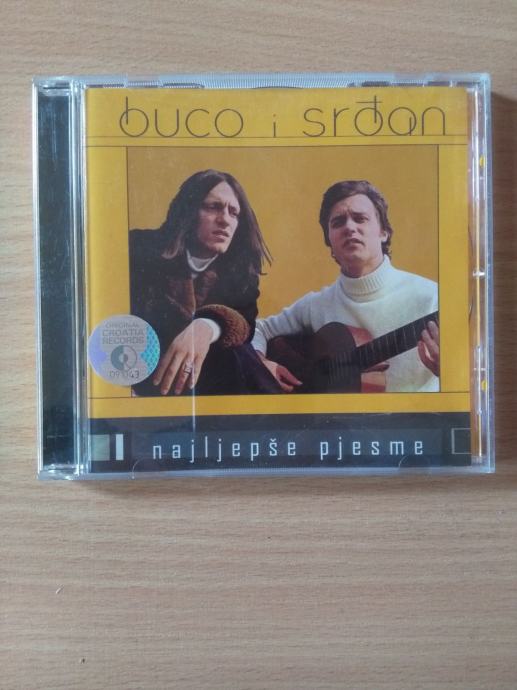 buco i srđan
ORIGINAL
CROATIA
RECORDS
najljepše pjesme